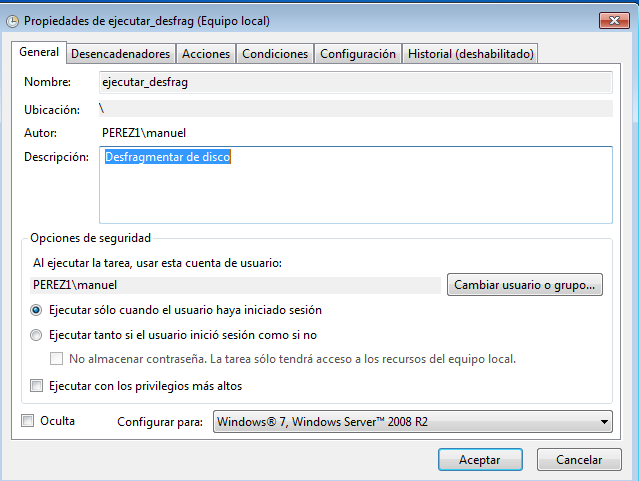 Propiedades de ejecutar_desfrag (Equipo local)
General Desencadenadores Acciones Condiciones Configuración Historial (deshabilitado)
Nombre: ejecutar_desfrag
Ubicación: \
Autor: PEREZ1\manuel
Descripción: Desfragmentar de disco
Opciones de seguridad
Al ejecutar la tarea, usar esta cuenta de usuario:
PEREZ1\manuel Cambiar usuario o grupo...
Ejecutar sólo cuando el usuario haya iniciado sesión
Ejecutar tanto si el usuario inició sesión como si no
No almacenar contraseña. La tarea sólo tendrá acceso a los recursos del equipo local.
Ejecutar con los privilegios más altos
Oculta Configurar para: Windows® 7, Windows Server™ 2008 R2
Aceptar Cancelar